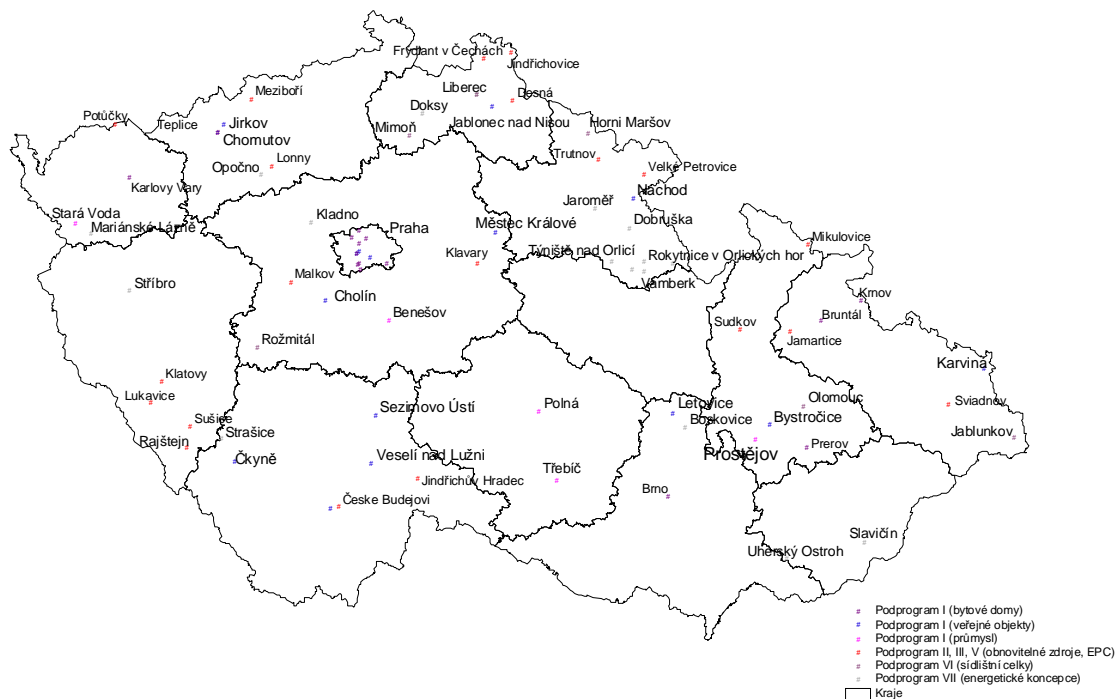 Frýdlant v Čechách
Jindřichovice
Meziboří
Liberec
Desná
Potůčky
Teplice
Jirkov
Doksy
Jablonec nad Nisou
Horni Maršov
Chomutov
Mimoň
Opočno
Lonny
Trutnov
Velké Petrovice
Karlovy Vary
Jaroměř
Náchod
Stará Voda
Mariánské Lázně
Kladno
Praha
Městec Králové
Dobruška
Mikulovice
Týniště nad Orlicí
Rokytnice v Orlických hor
Klavary
Malkov
Vamberk
Stříbro
Cholín
Krnov
Benešov
Bruntál
Sudkov
Jamartice
Rožmitál
Karviná
Klatovy
Lukavice
Sezimovo Ústí
Polná
Letovice
Boskovice
Olomouc
Bystročice
Sviadnov
Sušice
Strašice
Rajštejn
Jablunkov
Prostějov
Prerov
Čkyně
Veselí nad Lužni
Třebíč
Jindřichův Hradec
Brno
Česke Budejovi
Slavičín
Uherský Ostroh
# Podprogram I (bytové domy)
# Podprogram I (veřejné objekty)
# Podprogram I (průmysl)
# Podprogram II, III, V (obnovitelné zdroje, EPC)
# Podprogram VI (sídlištní celky)
# Podprogram VII (energetické koncepce)
Kraje